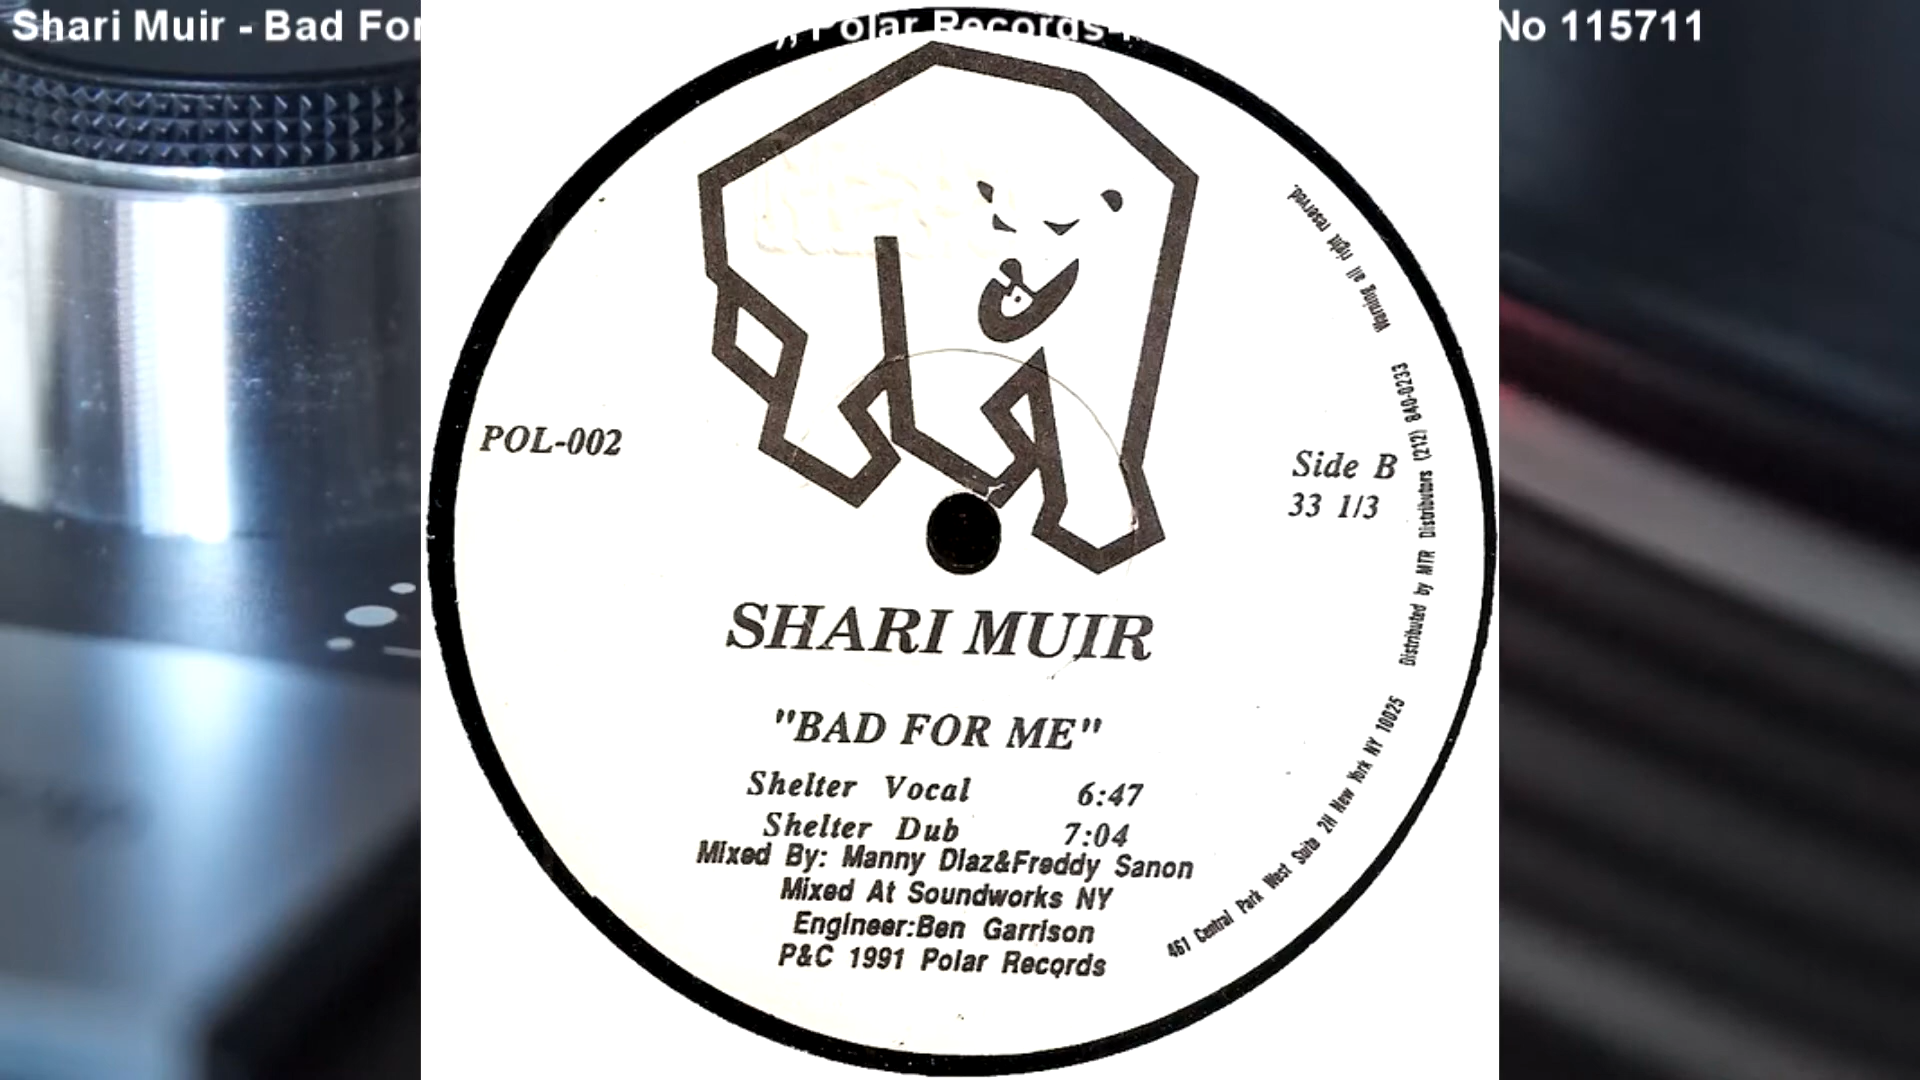 Shari Muir - Bad For
), Polar Records
No 115711
POL-002
Side B
33 1/3
SHARI MUIR
"BAD FOR ME"
Shelter Vocal 6:47
Shelter Dub 7:04
Mixed By: Manny Diaz&Freddy Sanon
Mixed At Soundworks NY
Engineer:Ben Garrison
P&C 1991 Polar Records
461 Central Park West Suite 2H New York NY 10025 Distributed by MTR Distributors (212) 840-0233 Warning all right reserved.